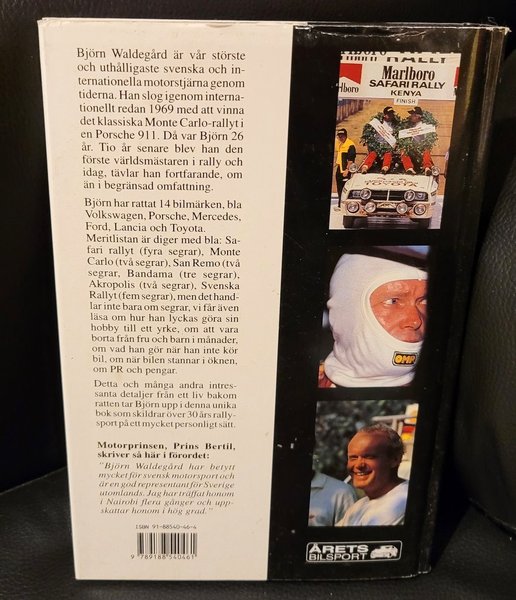 Björn Waldegård är vår störste
och uthålligaste svenska och in-
ternationella motorstjärna genom
tiderna. Han slog igenom interna-
tionellt redan 1969 med att vinna
det klassiska Monte Carlo-rallyt i
en Porsche 911. Då var Björn 26
år. Tio år senare blev han den
förste världsmästaren i rally och
idag, tävlar han fortfarande, om
än i begränsad omfattning.
Björn har rattat 14 bilmärken, bla
Volkswagen, Porsche, Mercedes,
Ford, Lancia och Toyota.
Meritlistan är diger med bla: Sa-
fari rallyt (fyra segrar), Monte
Carlo (två segrar), San Remo (två
segrar, Bandama (tre segrar),
Akropolis (två segrar), Svenska
Rallyt (fem segrar), men det hand-
lar inte bara om segrar, vi får även
läsa om hur han lyckas göra sin
hobby till ett yrke, om att vara
borta från fru och barn i månader,
om vad han gör när han inte kör
bil, om när bilen stannar i öknen,
om PR och pengar.
Detta och många andra intres-
santa detaljer från ett liv bakom
ratten tar Björn upp i denna unika
bok som skildrar över 30 års rally-
sport på ett mycket personligt sätt.
Motorprinsen, Prins Bertil,
skriver så här i förordet:
"Björn Waldegård har betytt
mycket för svensk motorsport och
är en god representant för Sverige
utomlands. Jag har träffat honom
i Nairobi flera gånger och upp-
skattar honom i hög grad."
ISBN 91-88540-46-4
9 789188 540461
RALLY
Marlboro
SAFARI RALLY
KENYA
FINISH
TOYOTA
OMP
ÅRETS
BILSPORT